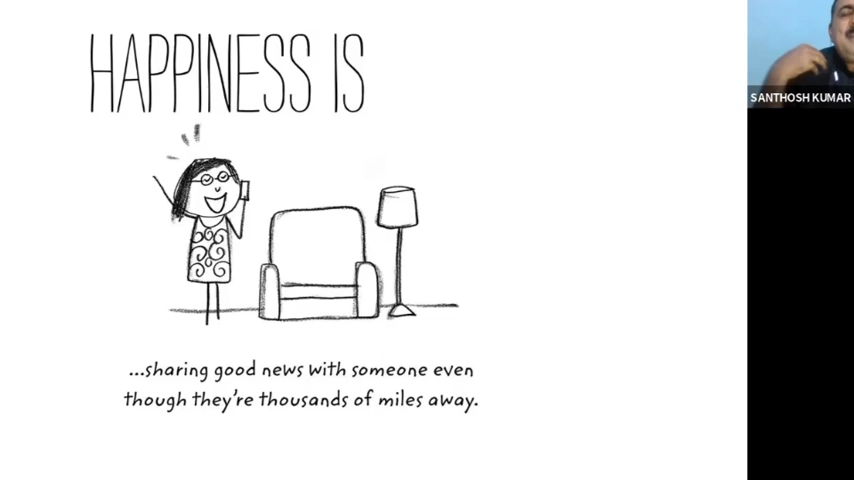 HAPPINESS IS
...sharing good news with someone even
though they're thousands of miles away.
SANTHOSH KUMAR